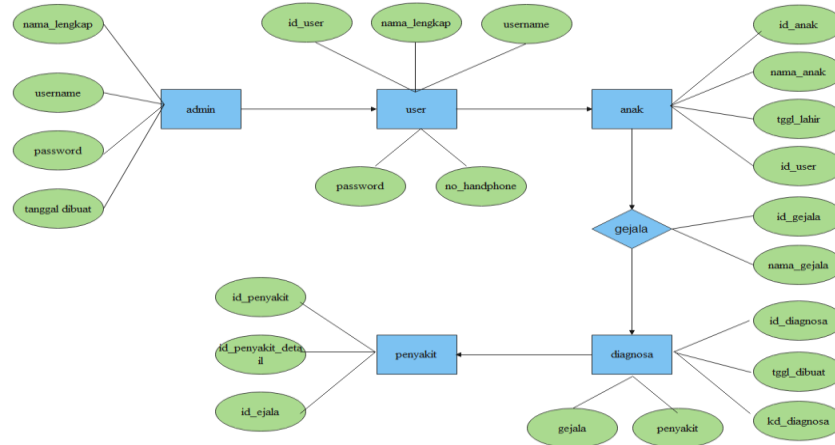 nama_lengkap
username
password
tanggal dibuat
admin
id_user
nama_lengkap
username
user
password
no_handphone
anak
id_anak
nama_anak
tggl_lahir
id_user
gejala
id_gejala
nama_gejala
id_penyakit
id_penyakit_deta
il
id_ejala
penyakit
diagnosa
id_diagnosa
tggl_dibuat
kd_diagnosa
gejala
penyakit